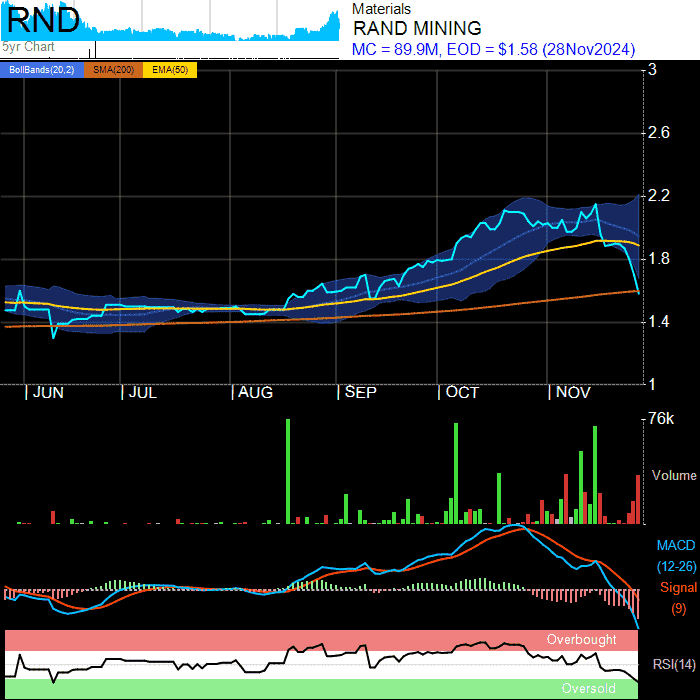 RND
5yr Chart
Materials
RAND MINING
MC = 89.9M, EOD = $1.58 (28Nov2024)
BollBands(20,2) SMA(200) EMA(50)
3
2.6
2.2
1.8
1.4
1
JUN JUL AUG SEP OCT NOV
76k
Volume
MACD
(12-26)
Signal
(9)
Overbought
RSI(14)
Oversold